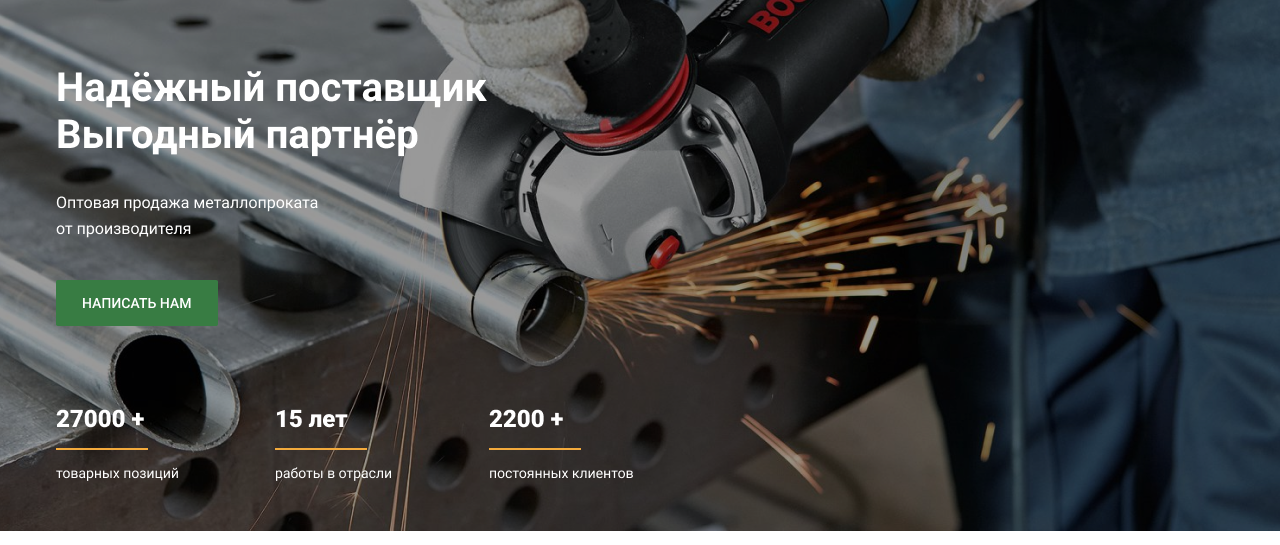 Надёжный поставщик
Выгодный партнёр
Оптовая продажа металлопроката
от производителя
НАПИСАТЬ НАМ
27000 +
15 лет
2200 +
товарных позиций
работы в отрасли
постоянных клиентов